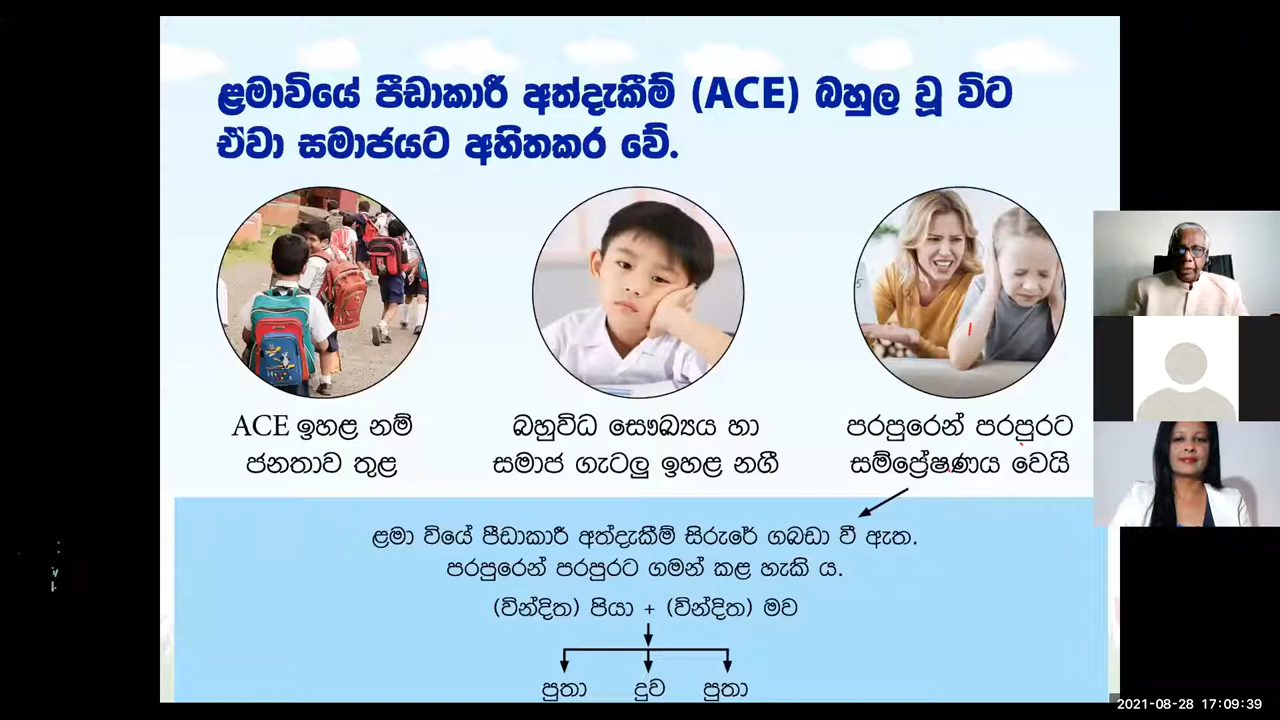 ළමාවියේ පීඩාකාරී අත්දැකීම් (ACE) බහුල වූ විට
ඒවා සමාජයට අහිතකර වේ.
ACE ඉහළ නම්
ජනතාව තුළ
බහුවිධ සෞඛ්‍යය හා
සමාජ ගැටලු ඉහළ නගී
පරපුරෙන් පරපුරට
සම්ප්‍රේෂණය වෙයි
ළමා වියේ පීඩාකාරී අත්දැකීම් සිරුරේ ගබඩා වී ඇත.
පරපුරෙන් පරපුරට ගමන් කළ හැකි ය.
(වින්දිත) පියා + (වින්දිත) මව
පුතා දුව පුතා
2021-08-28 17:09:39